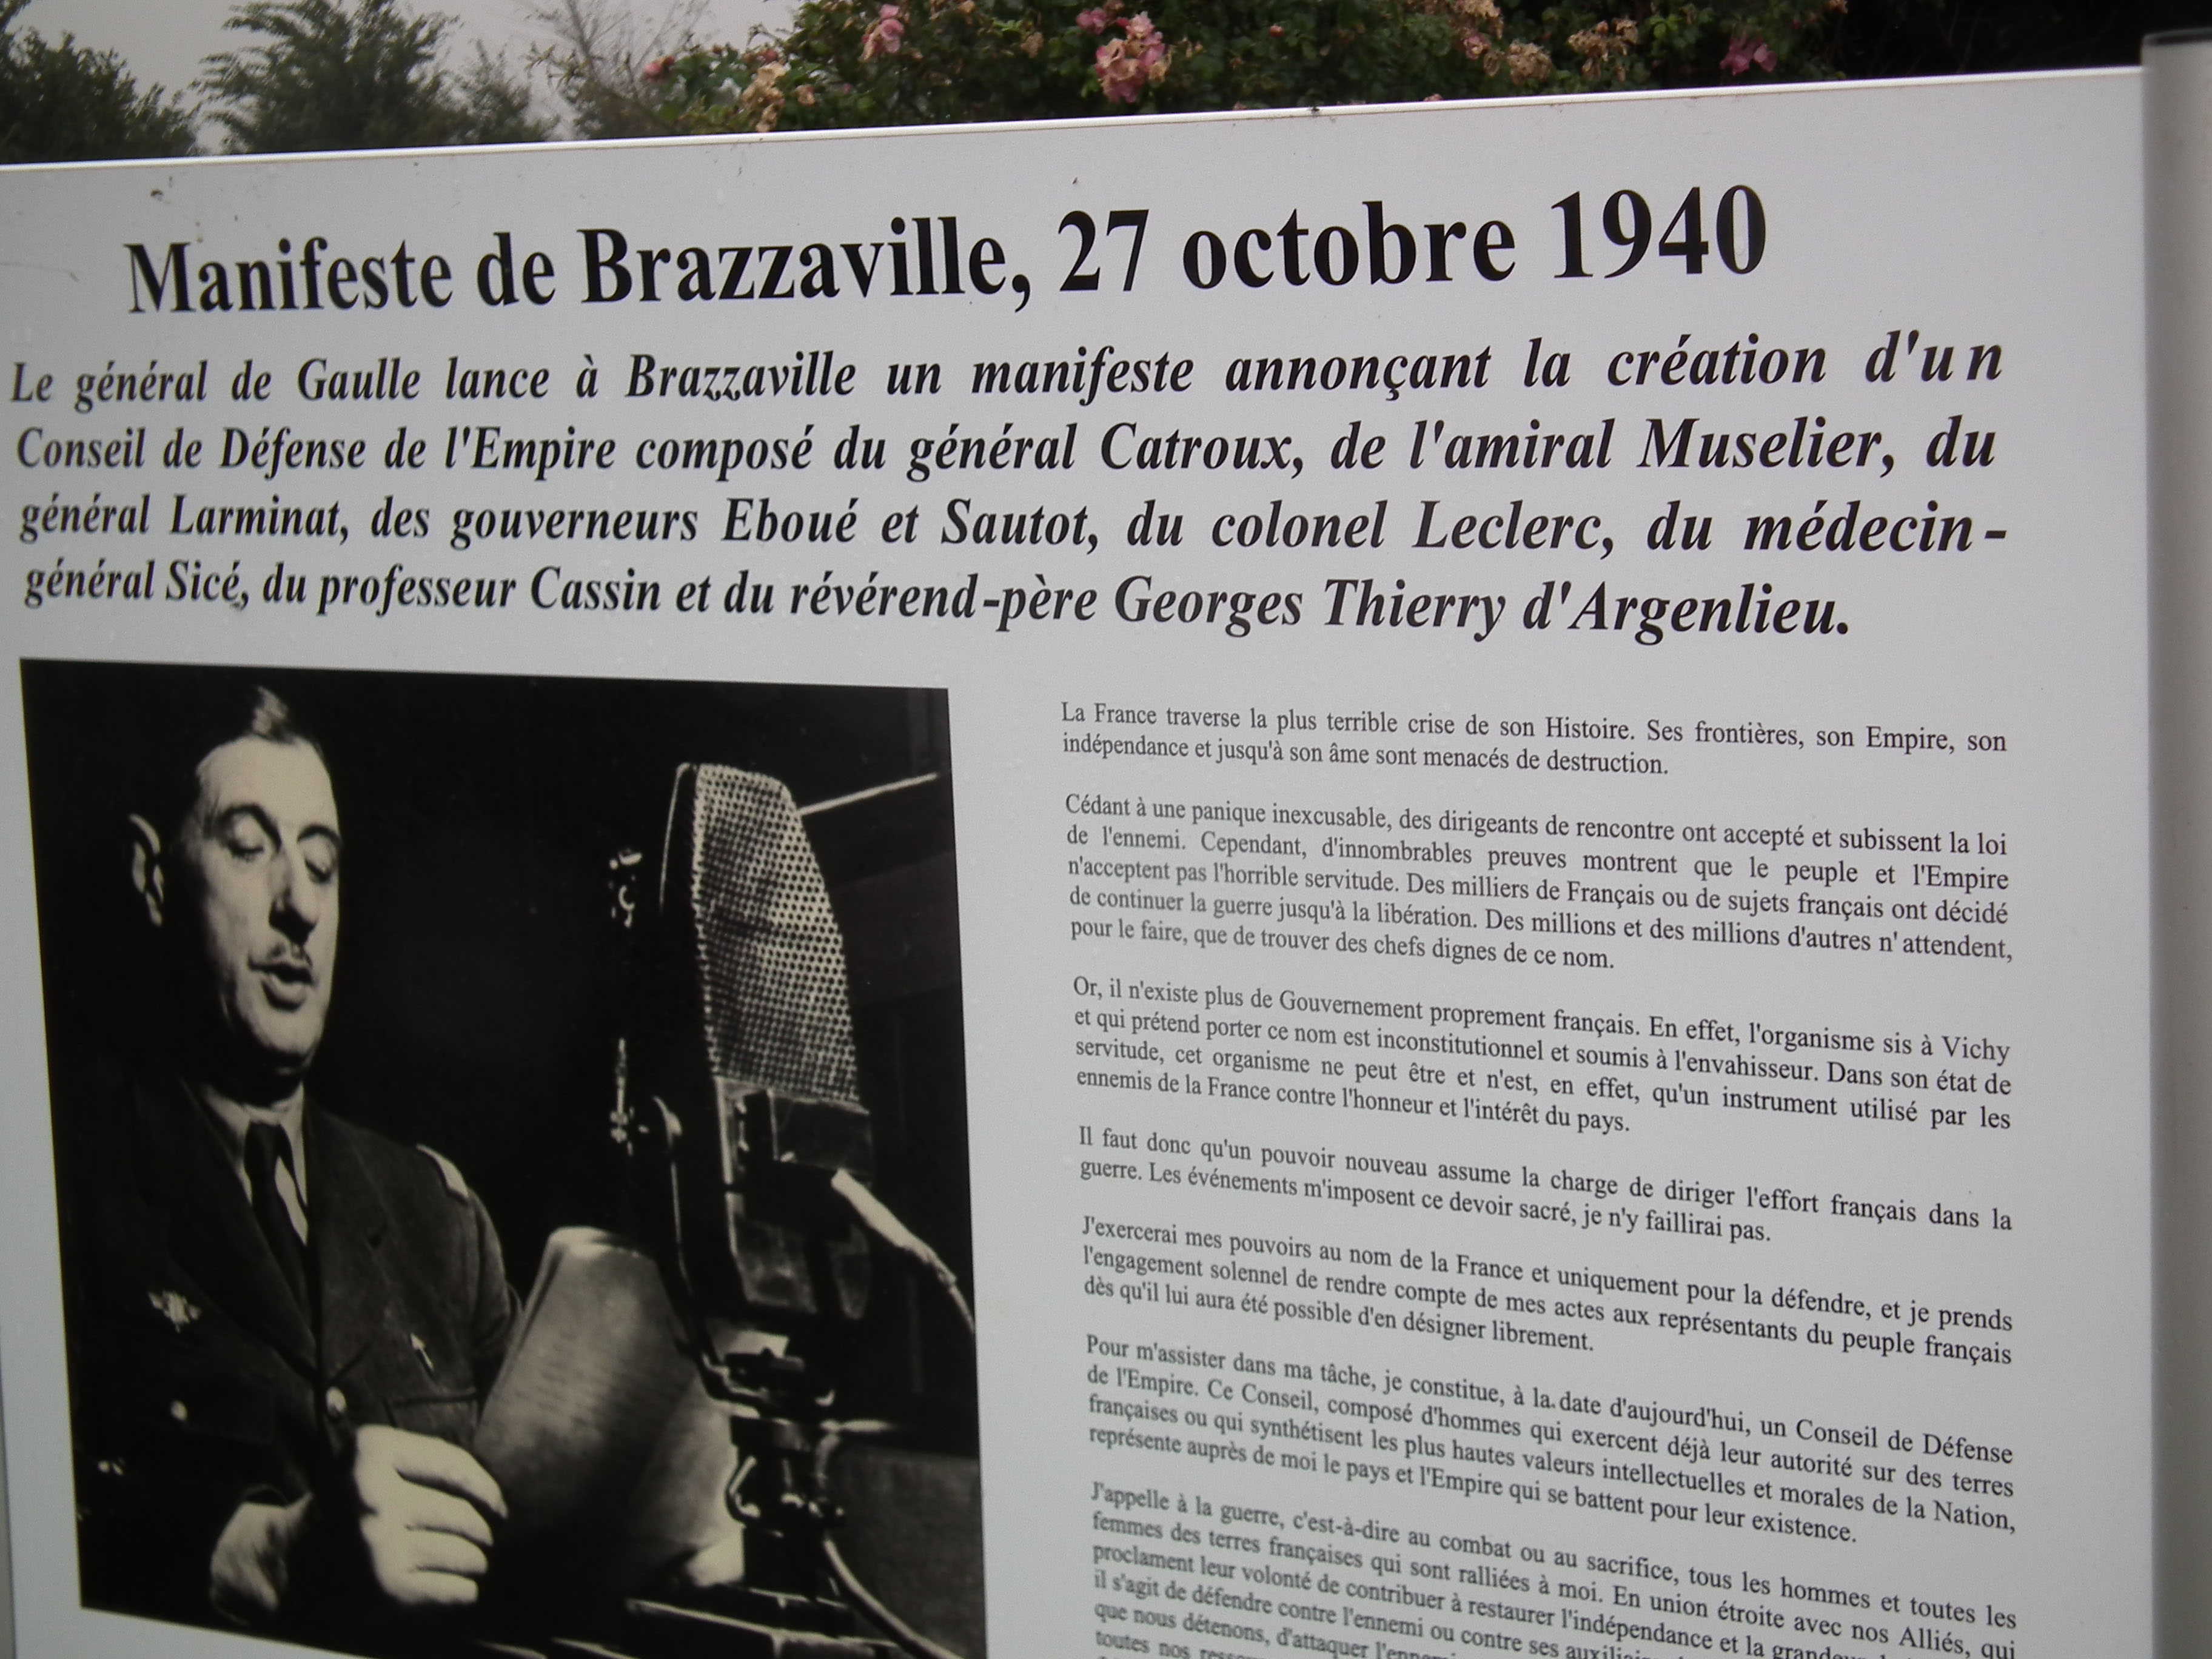 Manifeste de Brazzaville, 27 octobre 1940
Le général de Gaulle lance à Brazzaville un manifeste annonçant la création d'un
Conseil de Défense de l'Empire composé du général Catroux, de l'amiral Muselier, du
général Larminat, des gouverneurs Eboué et Sautot, du colonel Leclerc, du médecin-
général Sicé, du professeur Cassin et du révérend-père Georges Thierry d'Argenlieu.
La France traverse la plus terrible crise de son Histoire. Ses frontières, son Empire, son
indépendance et jusqu'à son âme sont menacés de destruction.
Cédant à une panique inexcusable, des dirigeants de rencontre ont accepté et subissent la loi
de l'ennemi. Cependant, d'innombrables preuves montrent que le peuple et l'Empire
n'acceptent pas l'horrible servitude. Des milliers de Français ou de sujets français ont décidé
de continuer la guerre jusqu'à la libération. Des millions et des millions d'autres n'attendent,
pour le faire, que de trouver des chefs dignes de ce nom.
Or, il n'existe plus de Gouvernement proprement français. En effet, l'organisme sis à Vichy
et qui prétend porter ce nom est inconstitutionnel et soumis à l'envahisseur. Dans son état de
servitude, cet organisme ne peut être et n'est, en effet, qu'un instrument utilisé par les
ennemis de la France contre l'honneur et l'intérêt du pays.
Il faut donc qu'un pouvoir nouveau assume la charge de diriger l'effort français dans la
guerre. Les événements m'imposent ce devoir sacré, je n'y faillirai pas.
J'exercerai mes pouvoirs au nom de la France et uniquement pour la défendre, et je prends
l'engagement solennel de rendre compte de mes actes aux représentants du peuple français
dès qu'il lui aura été possible d'en désigner librement.
Pour m'assister dans ma tâche, je constitue, à la date d'aujourd'hui, un Conseil de Défense
de l'Empire. Ce Conseil, composé d'hommes qui exercent déjà leur autorité sur des terres
françaises ou qui synthétisent les plus hautes valeurs intellectuelles et morales de la Nation,
représente auprès de moi le pays et l'Empire qui se battent pour leur existence.
J'appelle à la guerre, c'est-à-dire au combat ou au sacrifice, tous les hommes et toutes les
femmes des terres françaises qui sont ralliées à moi. En union étroite avec nos Alliés, qui
proclament leur volonté de contribuer à restaurer l'indépendance et la
il s'agit de défendre contre l'ennemi ou contre ses
que nous détenons, d'attaquer
toutes nos